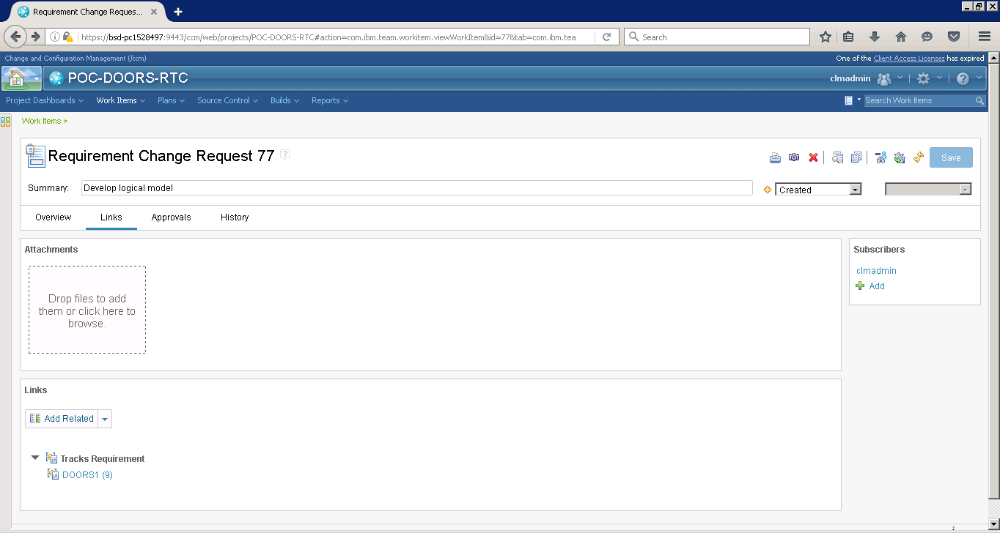 Requirement Change Reques...
https://bsd-pc1528497:9443/ccm/web/projects/POC-DOORS-RTC#action=com.ibm.team.workitem.viewWorkItem&id=77&tab=com.ibm.tea
Search
Change and Configuration Management (/ccm)
One of the Client Access Licenses has expired
POC-DOORS-RTC
clmadmin
Project Dashboards
Work Items
Plans
Source Control
Builds
Reports
Search Work Items
Work Items >
Requirement Change Request 77
Save
Summary:
Develop logical model
Created
Overview
Links
Approvals
History
Attachments
Subscribers
Drop files to add
them or click here to
browse.
clmadmin
Add
Links
Add Related
Tracks Requirement
DOORS1 (9)